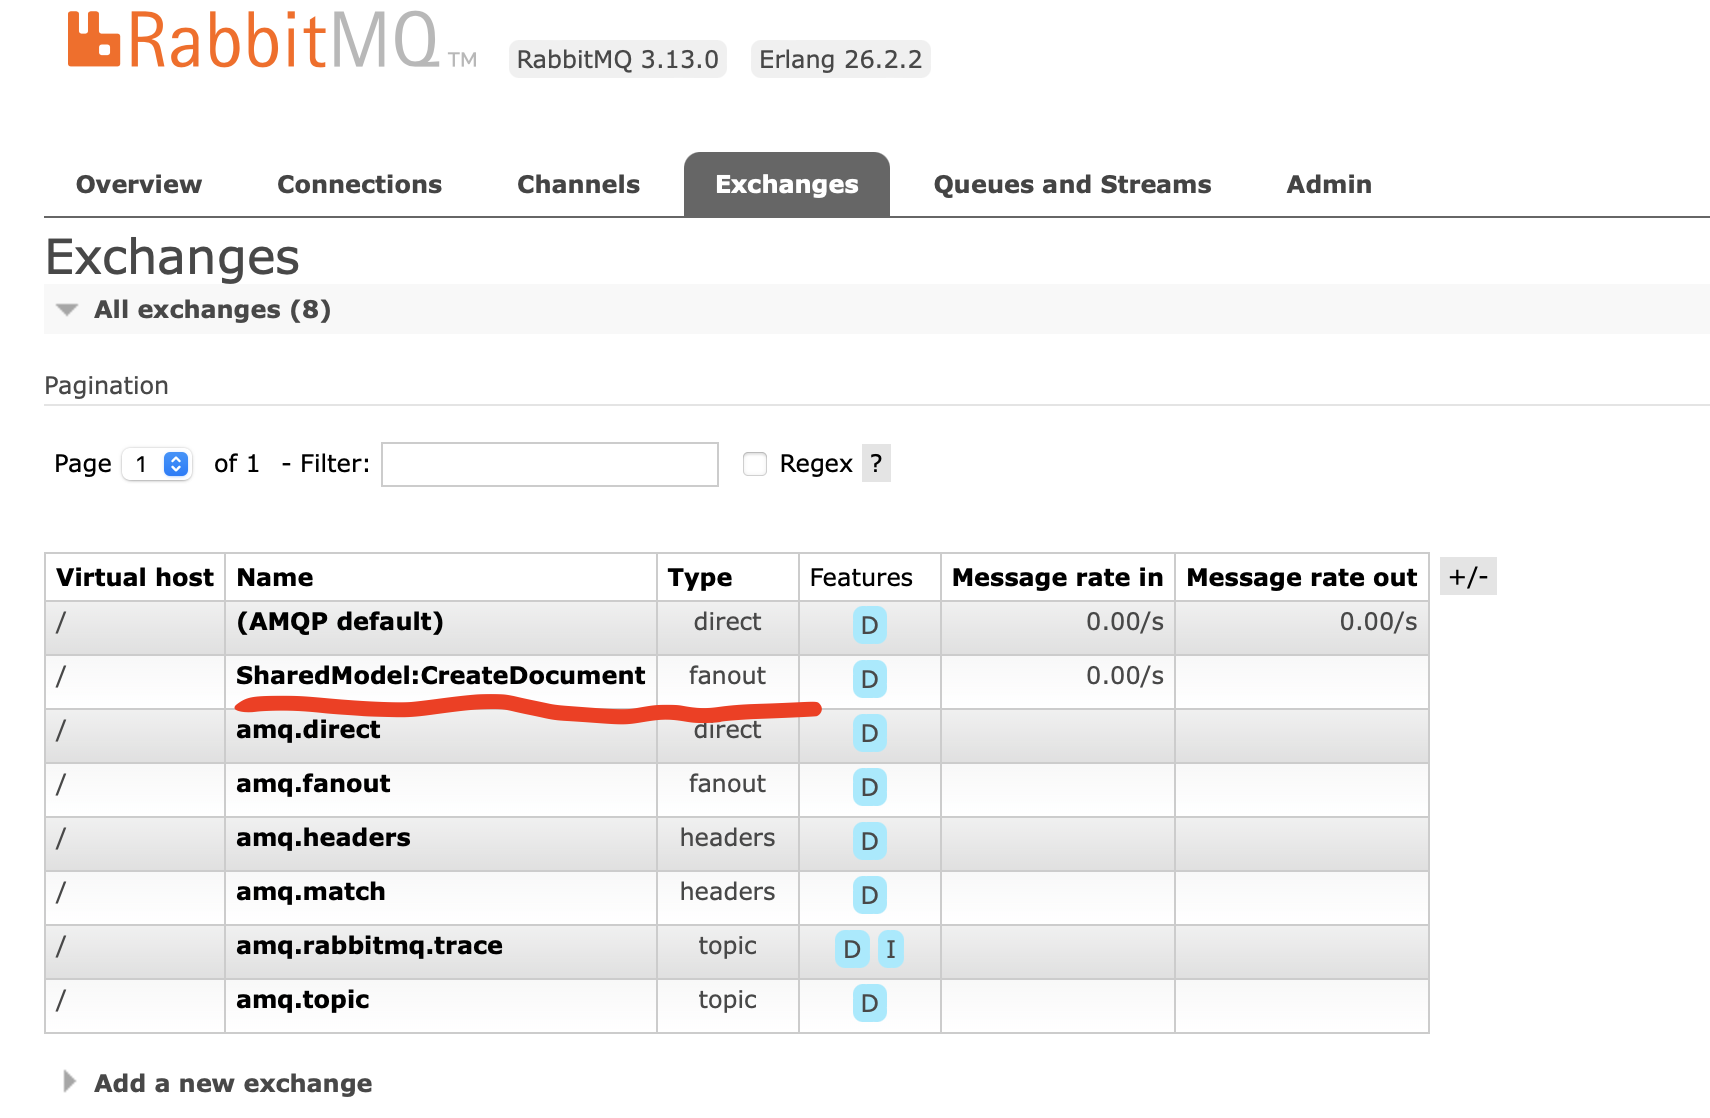 RabbitMQ TM RabbitMQ 3.13.0 Erlang 26.2.2
Overview Connections Channels Exchanges Queues and Streams Admin
Exchanges
All exchanges (8)
Pagination
Page 1 of 1 - Filter: Regex ?
Virtual host Name Type Features Message rate in Message rate out +/-
/ (AMQP default) direct D 0.00/s 0.00/s
/ SharedModel:CreateDocument fanout D 0.00/s
/ amq.direct direct D
/ amq.fanout fanout D
/ amq.headers headers D
/ amq.match headers D
/ amq.rabbitmq.trace topic D I
/ amq.topic topic D
Add a new exchange